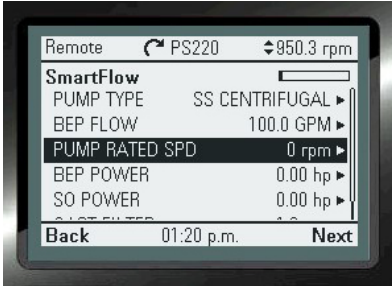 Remote PS220 950.3 rpm
SmartFlow
PUMP TYPE SS CENTRIFUGAL
BEP FLOW 100.0 GPM
PUMP RATED SPD 0 rpm
BEP POWER 0.00 hp
SO POWER 0.00 hp
Back 01:20 p.m. Next